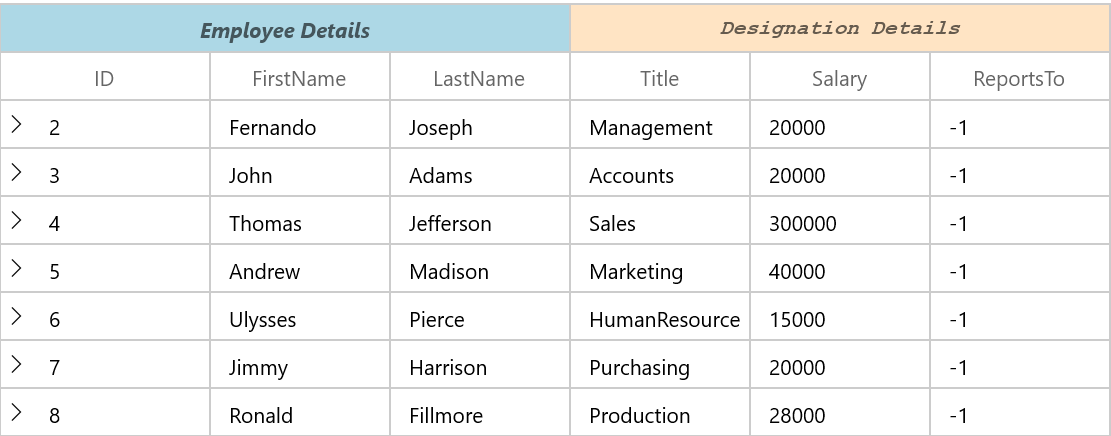 Employee Details Designation Details
ID FirstName LastName Title Salary ReportsTo
2 Fernando Joseph Management 20000 -1
3 John Adams Accounts 20000 -1
4 Thomas Jefferson Sales 300000 -1
5 Andrew Madison Marketing 40000 -1
6 Ulysses Pierce HumanResource 15000 -1
7 Jimmy Harrison Purchasing 20000 -1
8 Ronald Fillmore Production 28000 -1